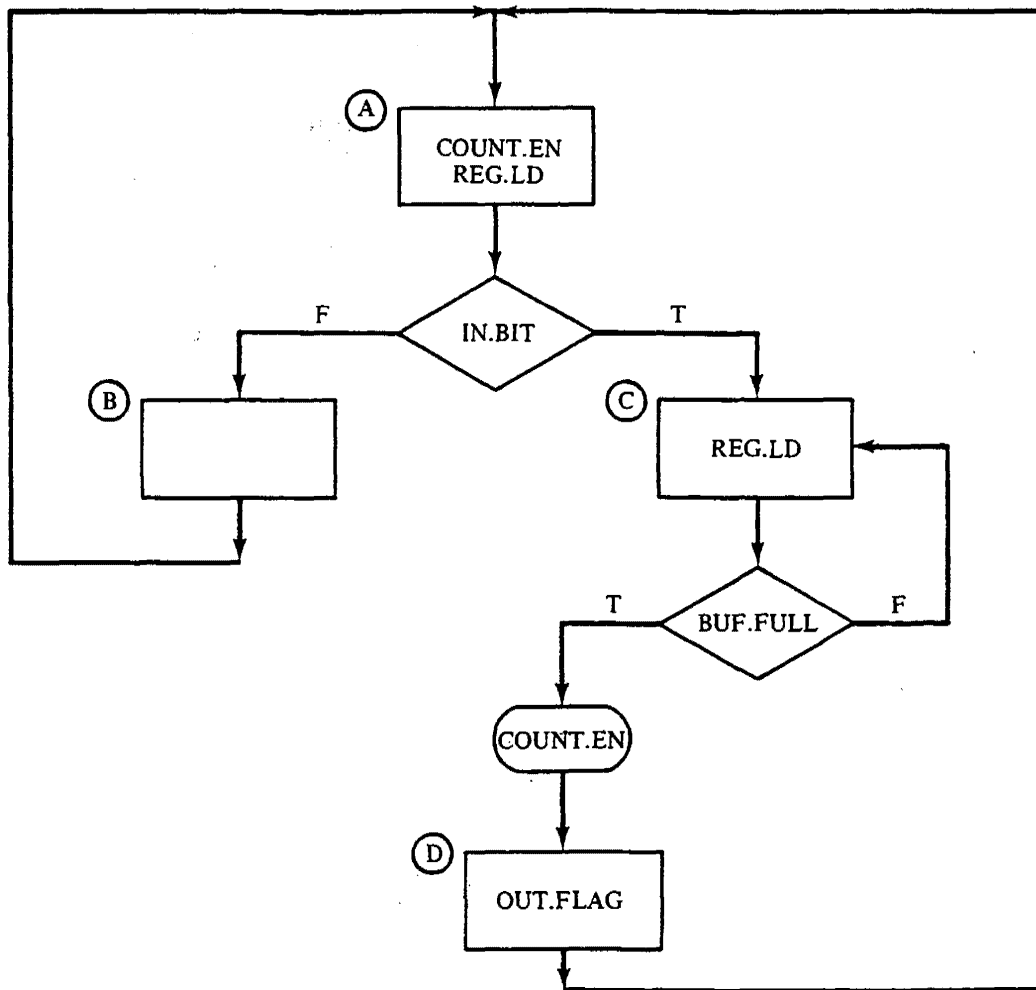 A
COUNT.EN
REG.LD
F
IN.BIT
T
B
C
REG.LD
T
BUF.FULL
F
COUNT.EN
D
OUT.FLAG